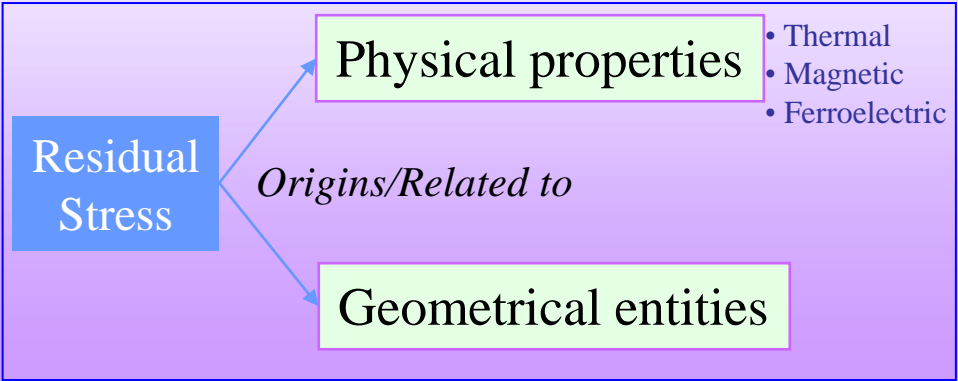 Physical properties
• Thermal
• Magnetic
• Ferroelectric
Residual
Stress
Origins/Related to
Geometrical entities